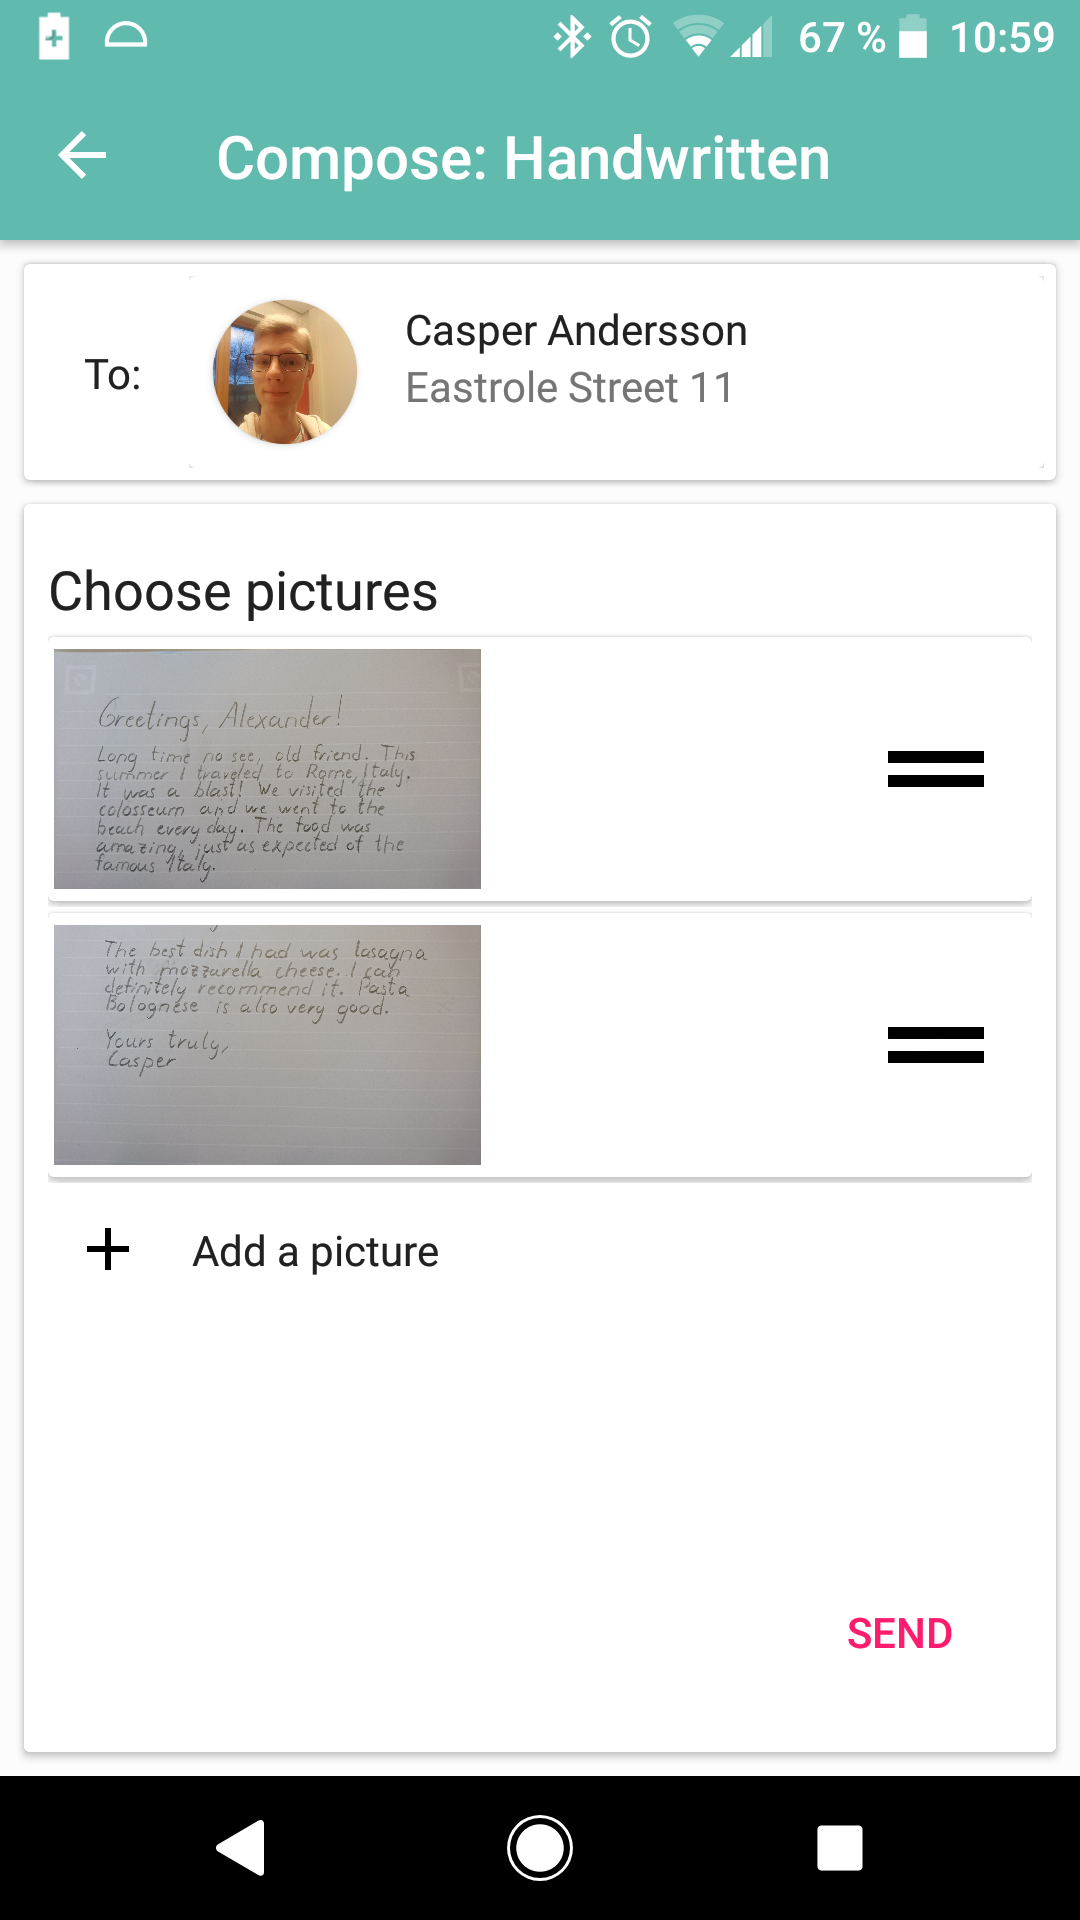 67 % 10:59
Compose: Handwritten
To:
Casper Andersson
Eastrole Street 11
Choose pictures
Greetings, Alexander!
Long time no see, old friend. This
summer I traveled to Rome, Italy.
It was a blast! We visited the
colosseum and we went to the
beach every day. The food was
amazing, just as expected of the
famous Italy.
The best dish I had was lasagna
with mozzarella cheese. I can
definitely recommend it. Pasta
Bolognese is also very good.
Yours truly,
Casper
Add a picture
SEND